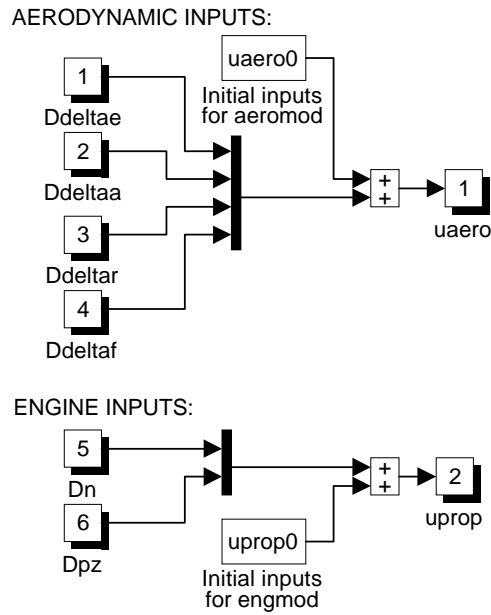 AERODYNAMIC INPUTS:
1
Ddeltae
uaero0
Initial inputs
for aeromod
2
Ddeltaa
+
+
1
uaero
3
Ddeltar
4
Ddeltaf
ENGINE INPUTS:
5
Dn
+
+
2
uprop
6
Dpz
uprop0
Initial inputs
for engmod